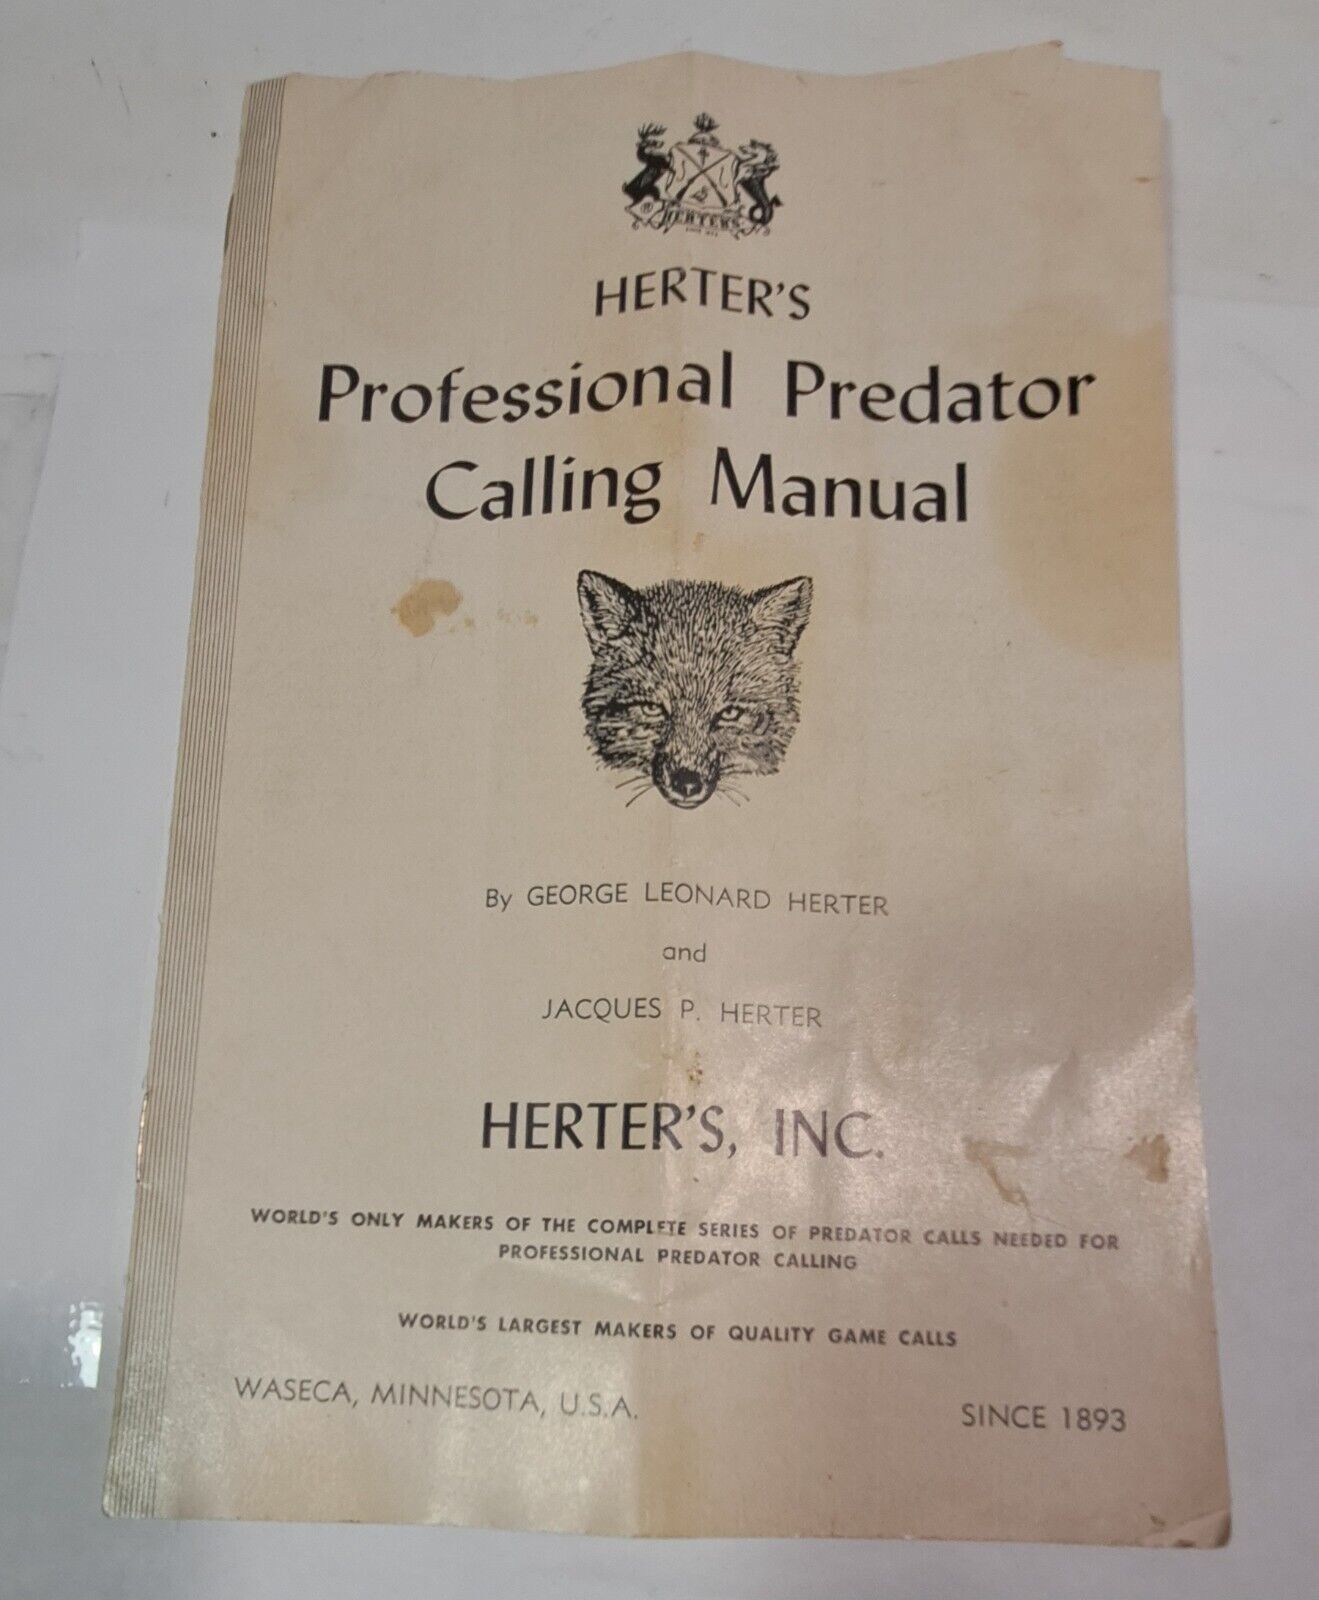 HERTERS
HERTER'S
Professional Predator
Calling Manual
By GEORGE LEONARD HERTER
and
JACQUES P. HERTER
HERTER'S, INC.
WORLD'S ONLY MAKERS OF THE COMPLETE SERIES OF PREDATOR CALLS NEEDED FOR
PROFESSIONAL PREDATOR CALLING
WORLD'S LARGEST MAKERS OF QUALITY GAME CALLS
WASECA, MINNESOTA, U.S.A.
SINCE 1893